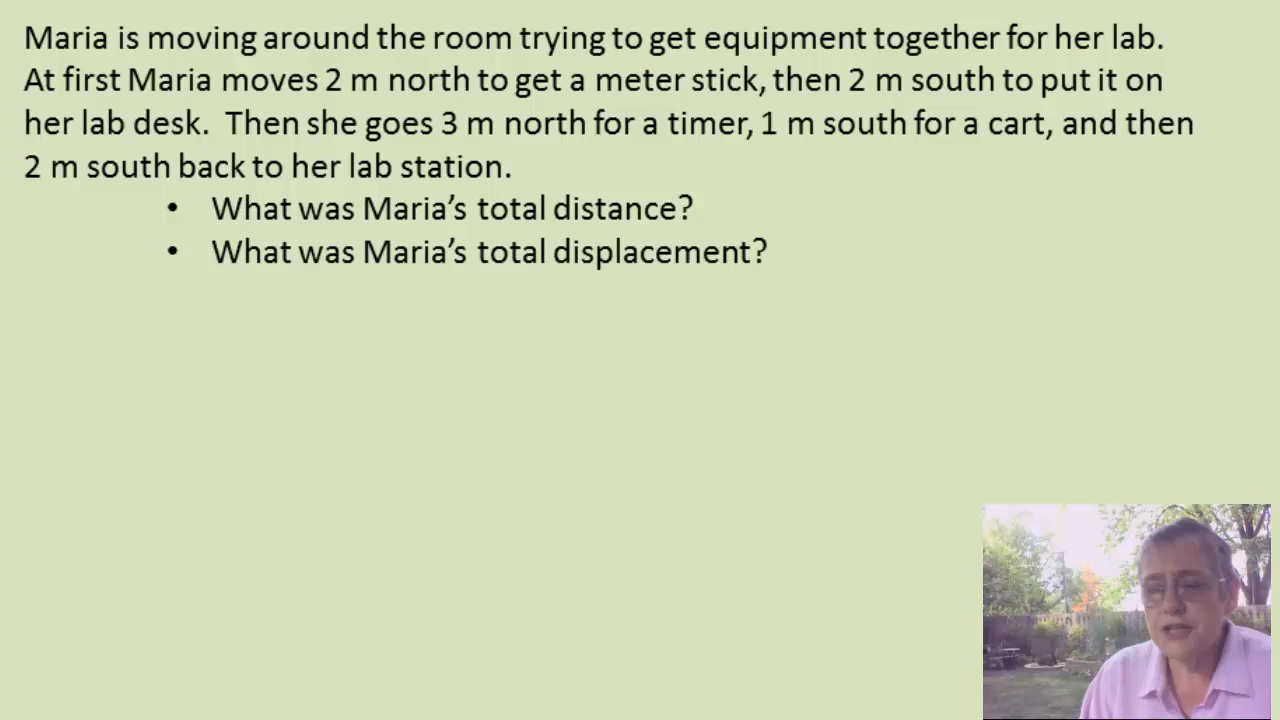 Maria is moving around the room trying to get equipment together for her lab.
At first Maria moves 2 m north to get a meter stick, then 2 m south to put it on
her lab desk.  Then she goes 3 m north for a timer, 1 m south for a cart, and then
2 m south back to her lab station.
• What was Maria’s total distance?
• What was Maria’s total displacement?